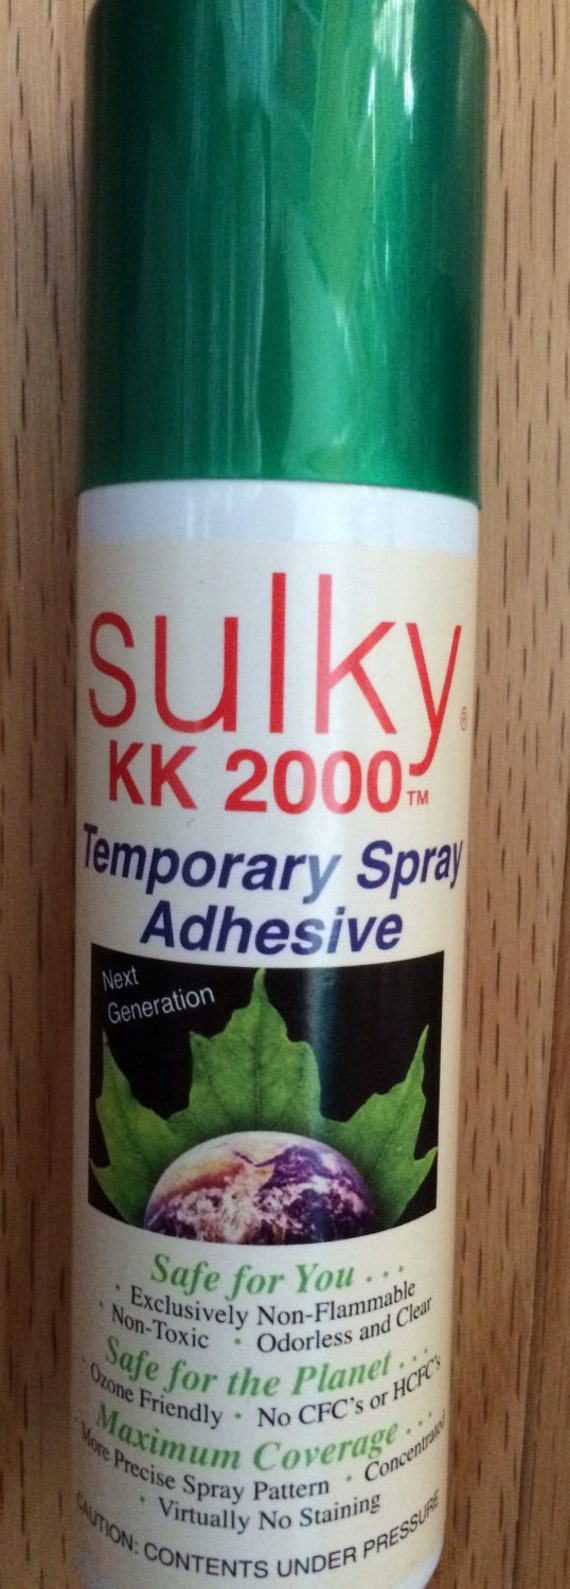 sulky®
KK 2000™
Temporary Spray
Adhesive
Next
Generation
Safe for You . . .
· Exclusively Non-Flammable
· Non-Toxic · Odorless and Clear
Safe for the Planet . . .
· Ozone Friendly · No CFC's or HCFC's
Maximum Coverage . . .
More Precise Spray Pattern · Concentrated
· Virtually No Staining
CAUTION: CONTENTS UNDER PRESSURE